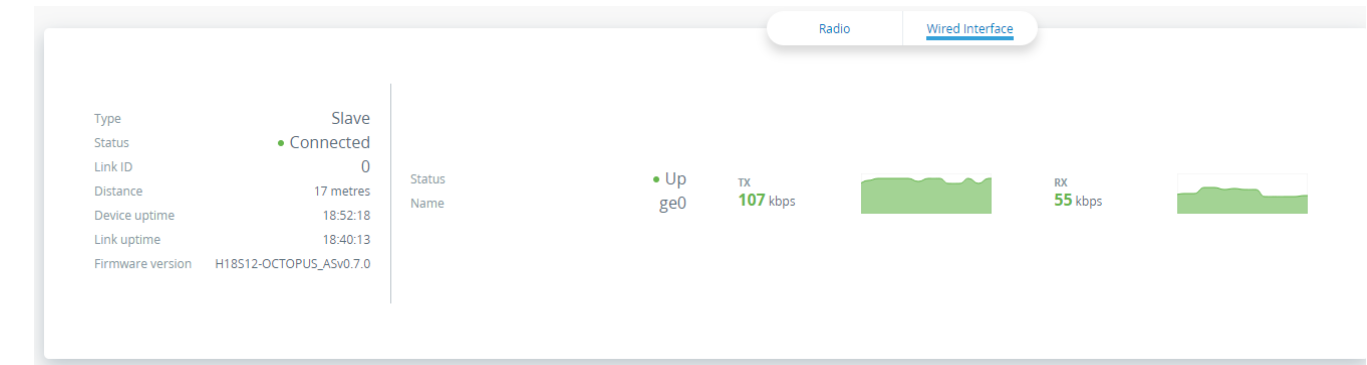 Radio Wired Interface
Type Slave
Status Connected
Link ID 0
Distance 17 metres
Device uptime 18:52:18
Link uptime 18:40:13
Firmware version H18S12-OCTOPUS_ASv0.7.0
Status Up
Name ge0
TX
107 kbps
RX
55 kbps